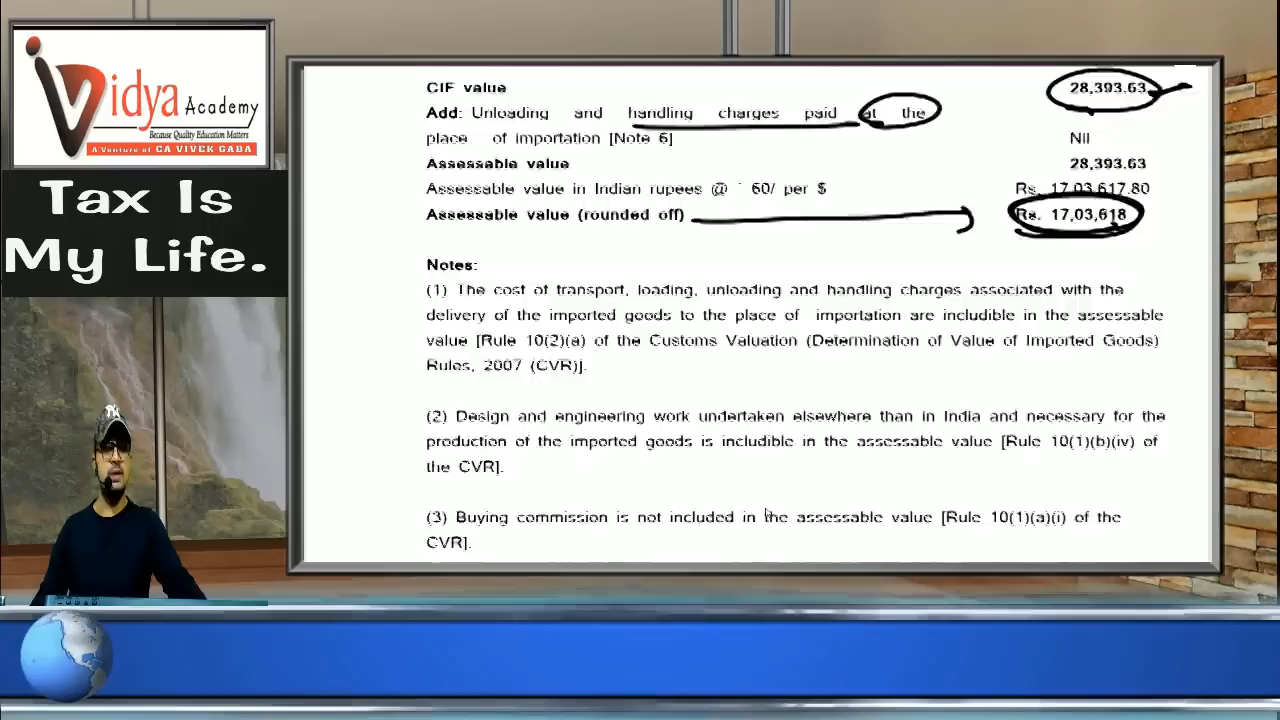 Vidya Academy
Because Quality Education Matters
A Venture of CA VIVEK GABA
Tax Is
My Life.
CIF value 28,393.63
Add: Unloading and handling charges paid at the
place of importation [Note 6] Nil
Assessable value 28,393.63
Assessable value in Indian rupees @ ` 60/ per $ Rs. 17,03,617.80
Assessable value (rounded off) Rs. 17,03,618
Notes:
(1) The cost of transport, loading, unloading and handling charges associated with the
delivery of the imported goods to the place of importation are includible in the assessable
value [Rule 10(2)(a) of the Customs Valuation (Determination of Value of Imported Goods)
Rules, 2007 (CVR)].
(2) Design and engineering work undertaken elsewhere than in India and necessary for the
production of the imported goods is includible in the assessable value [Rule 10(1)(b)(iv) of
the CVR].
(3) Buying commission is not included in the assessable value [Rule 10(1)(a)(i) of the
CVR].